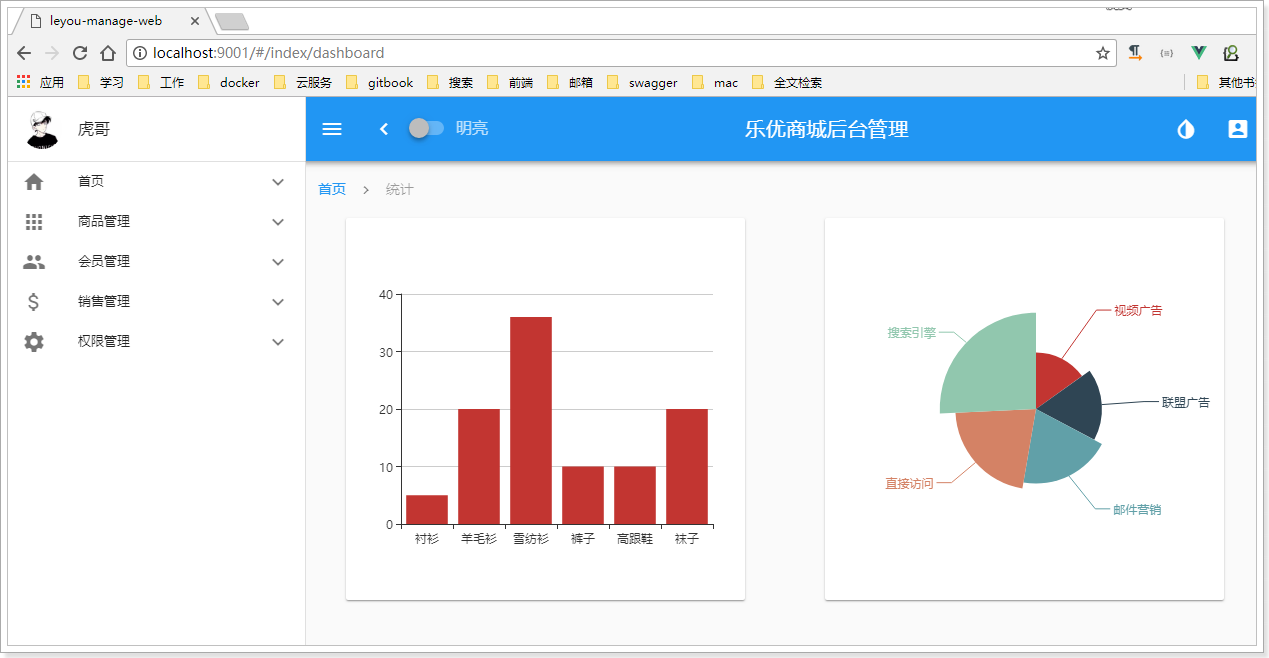 leyou-manage-web
localhost:9001/#/index/dashboard
应用 学习 工作 docker 云服务 gitbook 搜索 前端 邮箱 swagger mac 全文检索 其他书
虎哥
明亮 乐优商城后台管理
首页
商品管理
会员管理
销售管理
权限管理
首页 > 统计
40
30
20
10
0
衬衫 羊毛衫 雪纺衫 裤子 高跟鞋 袜子
视频广告
搜索引擎
联盟广告
直接访问
邮件营销